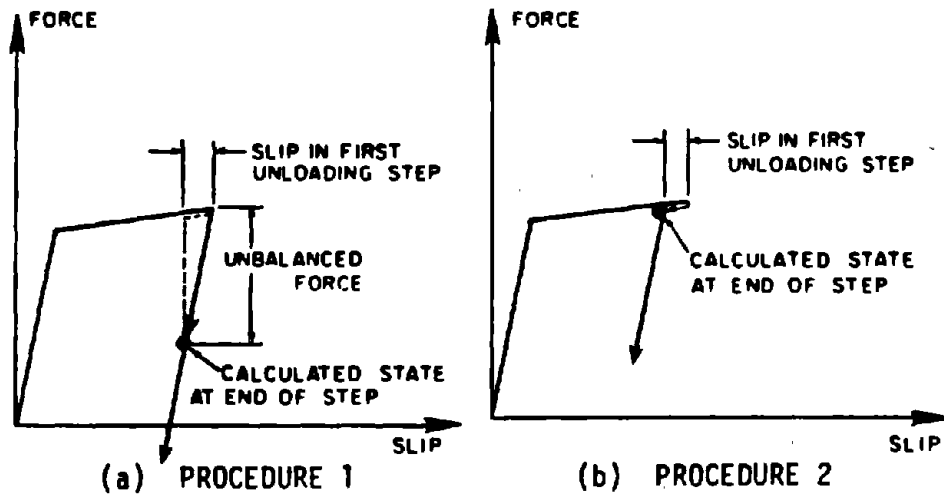 FORCE
SLIP IN FIRST
UNLOADING STEP
UNBALANCED
FORCE
CALCULATED STATE
AT END OF STEP
SLIP
(a) PROCEDURE 1
FORCE
SLIP IN FIRST
UNLOADING STEP
CALCULATED STATE
AT END OF STEP
SLIP
(b) PROCEDURE 2